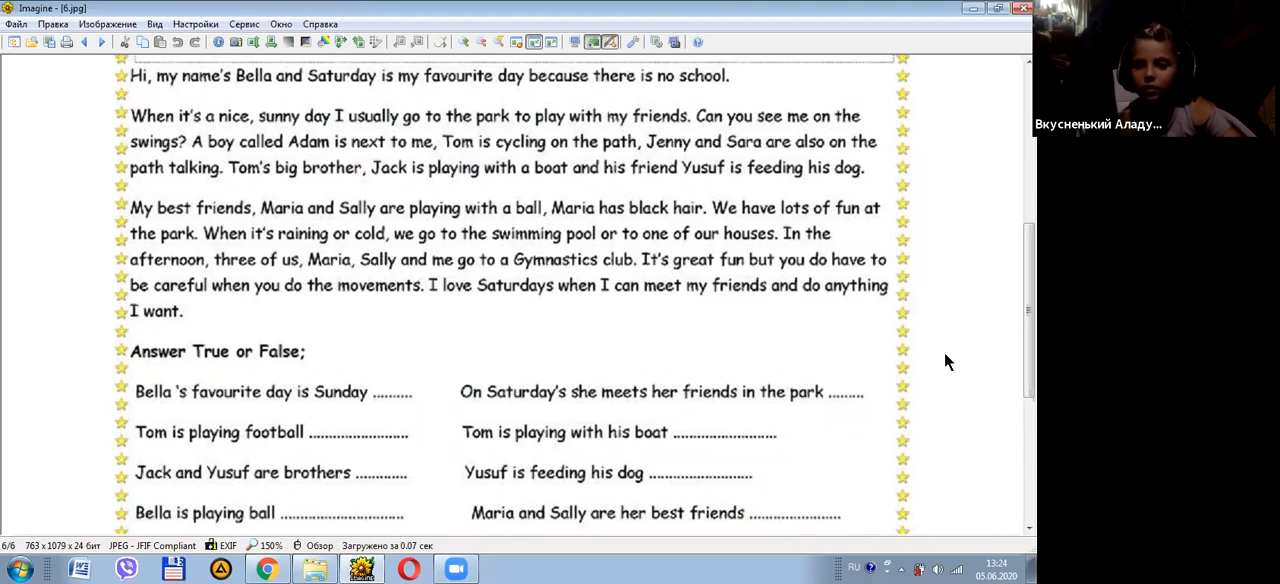 Imagine - [6.jpg]
Файл Правка Изображение Вид Настройки Сервис Окно Справка
Hi, my name's Bella and Saturday is my favourite day because there is no school.
When it's a nice, sunny day I usually go to the park to play with my friends. Can you see me on the
swings? A boy called Adam is next to me, Tom is cycling on the path, Jenny and Sara are also on the
path talking. Tom's big brother, Jack is playing with a boat and his friend Yusuf is feeding his dog.
My best friends, Maria and Sally are playing with a ball, Maria has black hair. We have lots of fun at
the park. When it's raining or cold, we go to the swimming pool or to one of our houses. In the
afternoon, three of us, Maria, Sally and me go to a Gymnastics club. It's great fun but you do have to
be careful when you do the movements. I love Saturdays when I can meet my friends and do anything
I want.
Answer True or False;
Bella 's favourite day is Sunday .......... On Saturday's she meets her friends in the park .........
Tom is playing football ......................... Tom is playing with his boat ..........................
Jack and Yusuf are brothers ............. Yusuf is feeding his dog ..........................
Bella is playing ball ............................... Maria and Sally are her best friends .......................
6/6 763 x 1079 x 24 бит JPEG - JFIF Compliant EXIF 150% Обзор Загружено за 0.07 сек
RU 13:24
05.06.2020
Вкусненький Аладу...